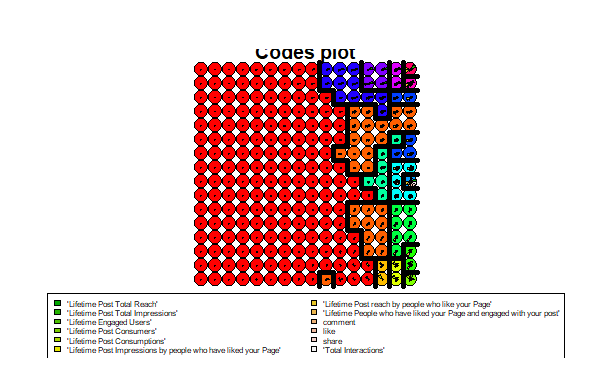 Codes plot
'Lifetime Post Total Reach'
'Lifetime Post Total Impressions'
'Lifetime Engaged Users'
'Lifetime Post Consumers'
'Lifetime Post Consumptions'
'Lifetime Post Impressions by people who have liked your Page'
'Lifetime Post reach by people who like your Page'
'Lifetime People who have liked your Page and engaged with your post'
comment
like
share
'Total Interactions'